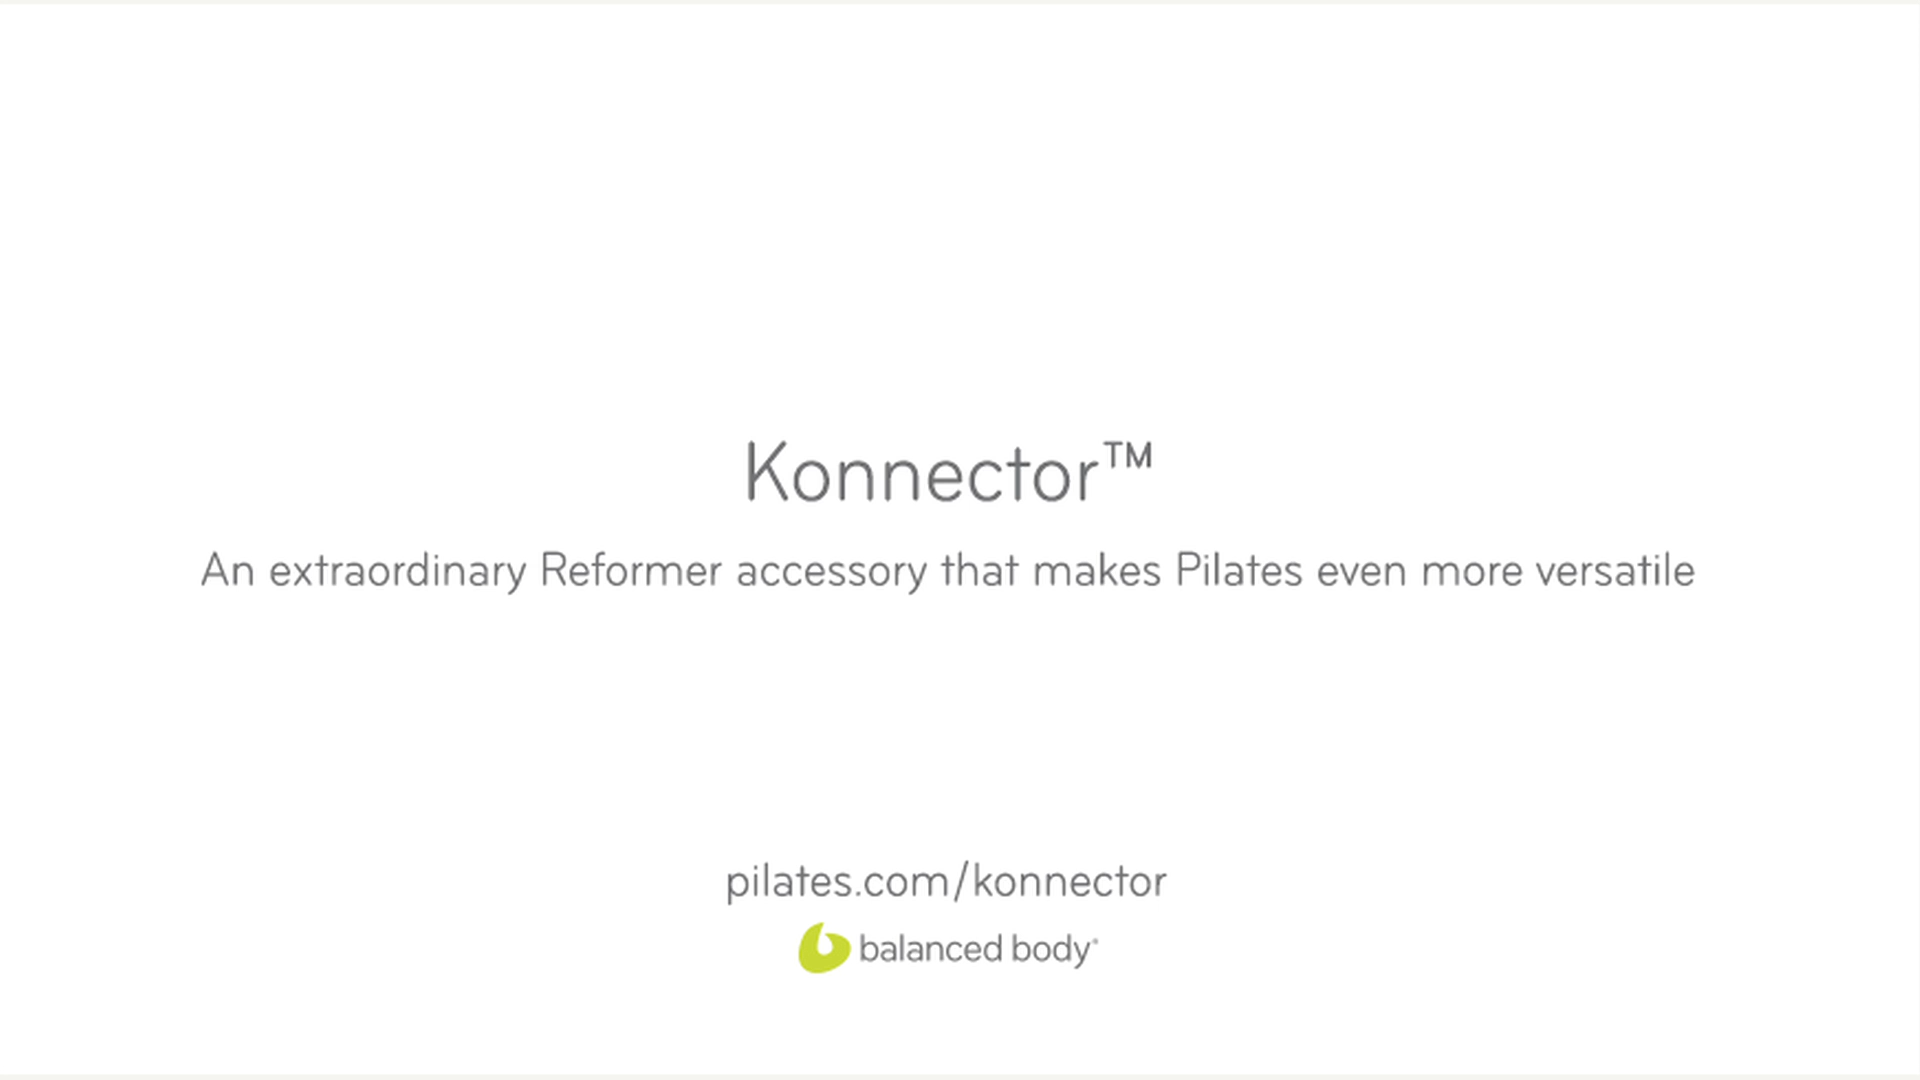 Konnector™
An extraordinary Reformer accessory that makes Pilates even more versatile
pilates.com/konnector
balanced body®